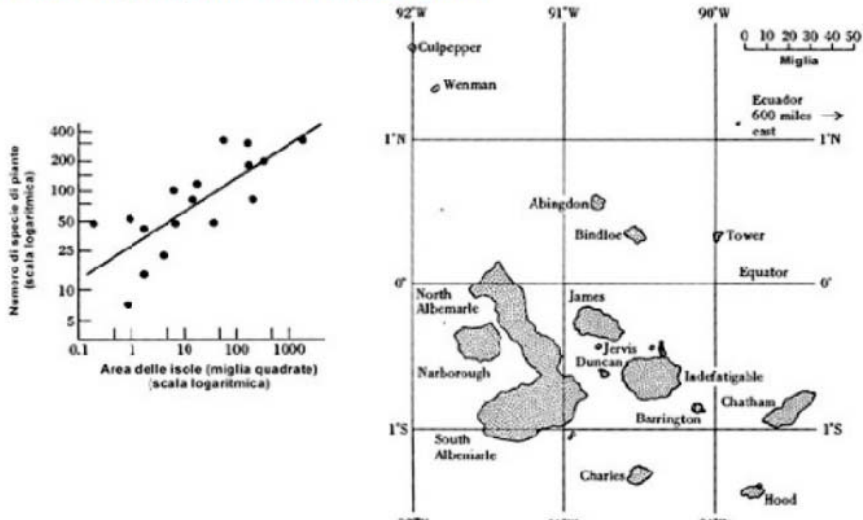 Numero di specie di piante
(scala logaritmica)
400
200
100
50
25
10
5
0.1
1
10
100
1000
Area delle isole (miglia quadrate)
(scala logaritmica)
92°W
91°W
90°W
0 10 20 30 40 50
Miglia
Culpepper
Wenman
Ecuador
600 miles
east
1°N
1°N
Abingdon
Bindloe
Tower
Equator
0°
0°
North
Albemarle
James
Jervis
Duncan
Narborough
Indefatigable
Chatham
Barrington
1°S
1°S
South
Albemarle
Charles
Hood